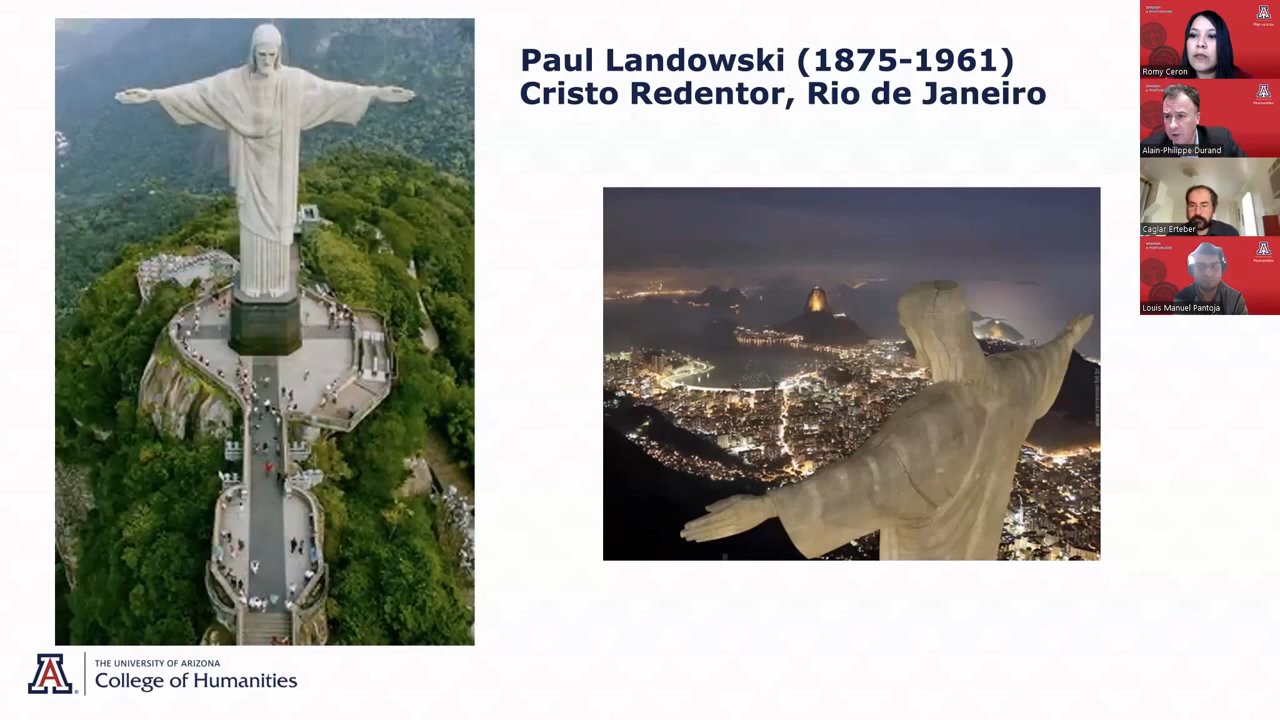 Paul Landowski (1875-1961)
Cristo Redentor, Rio de Janeiro
THE UNIVERSITY OF ARIZONA
College of Humanities
Romy Ceron
Alain-Philippe Durand
Caglar Erteber
Louis Manuel Pantoja